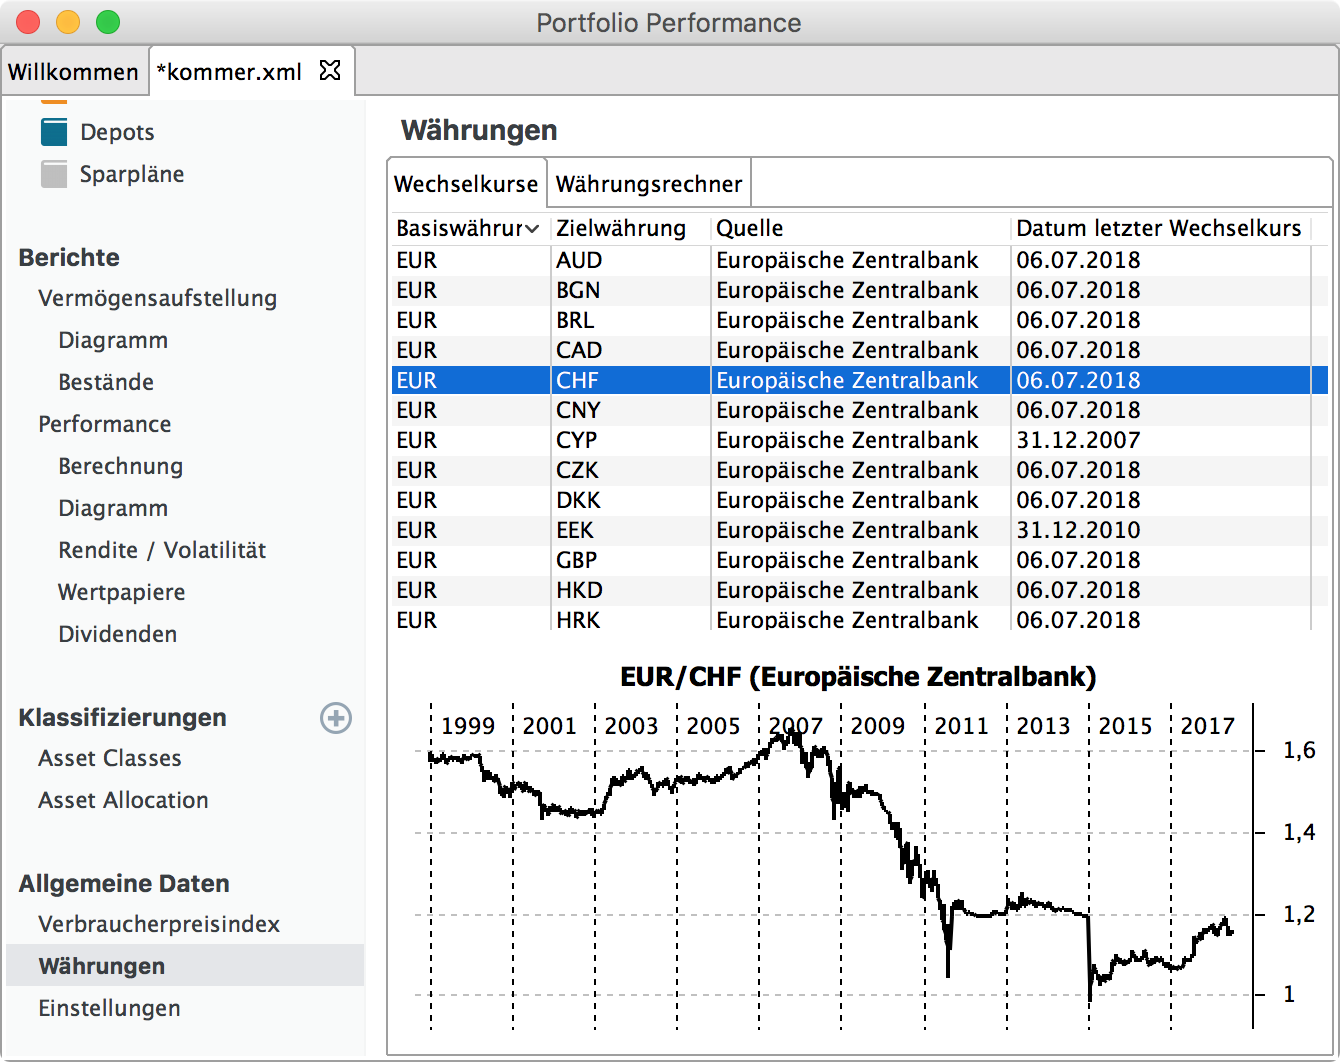 Portfolio Performance
Willkommen *kommer.xml
Depots
Sparpläne
Berichte
Vermögensaufstellung
Diagramm
Bestände
Performance
Berechnung
Diagramm
Rendite / Volatilität
Wertpapiere
Dividenden
Klassifizierungen
Asset Classes
Asset Allocation
Allgemeine Daten
Verbraucherpreisindex
Währungen
Einstellungen
Währungen
Wechselkurse Währungsrechner
Basiswährur Zielwährung Quelle Datum letzter Wechselkurs
EUR AUD Europäische Zentralbank 06.07.2018
EUR BGN Europäische Zentralbank 06.07.2018
EUR BRL Europäische Zentralbank 06.07.2018
EUR CAD Europäische Zentralbank 06.07.2018
EUR CHF Europäische Zentralbank 06.07.2018
EUR CNY Europäische Zentralbank 06.07.2018
EUR CYP Europäische Zentralbank 31.12.2007
EUR CZK Europäische Zentralbank 06.07.2018
EUR DKK Europäische Zentralbank 06.07.2018
EUR EEK Europäische Zentralbank 31.12.2010
EUR GBP Europäische Zentralbank 06.07.2018
EUR HKD Europäische Zentralbank 06.07.2018
EUR HRK Europäische Zentralbank 06.07.2018
EUR/CHF (Europäische Zentralbank)
1999 2001 2003 2005 2007 2009 2011 2013 2015 2017
1,6
1,4
1,2
1